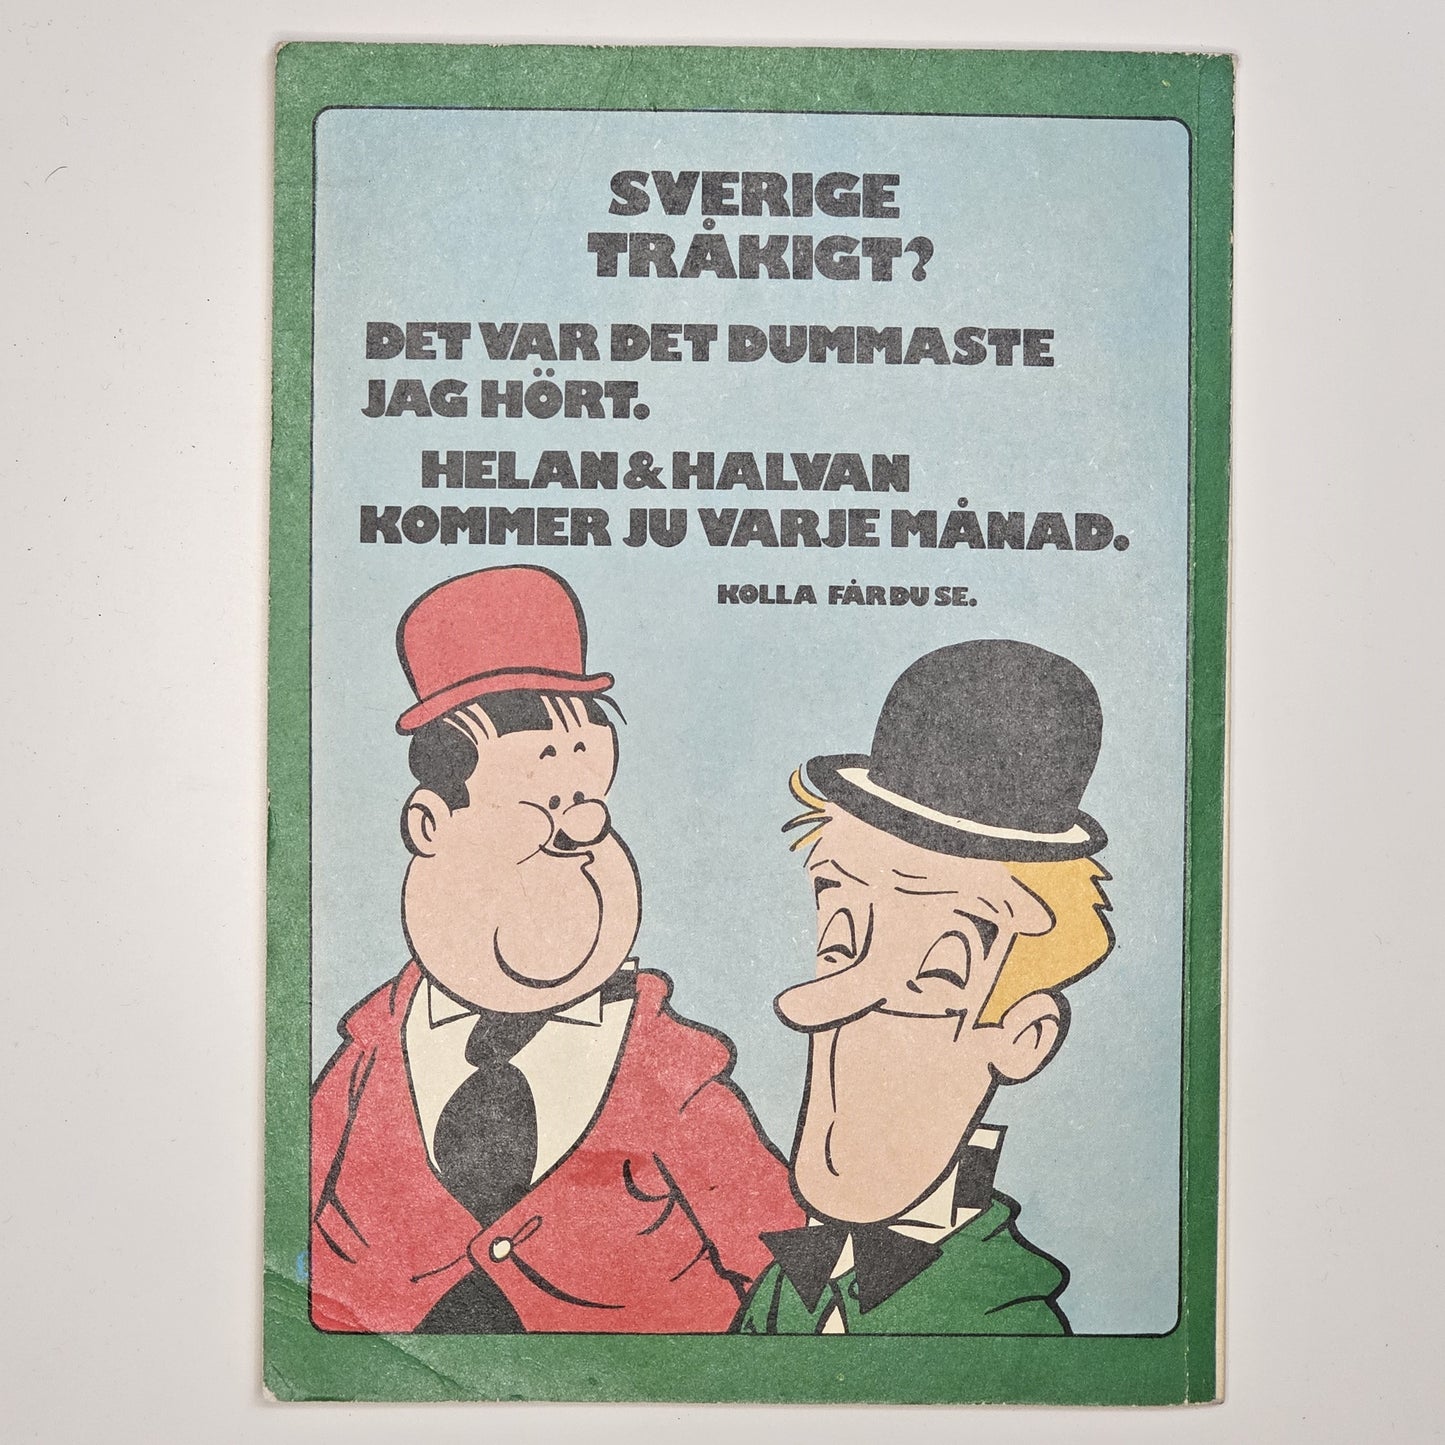 SVERIGE
TRÅKIGT?
DET VAR DET DUMMASTE
JAG HÖRT.
HELAN & HALVAN
KOMMER JU VARJE MÅNAD.
KOLLA FÅR DU SE.